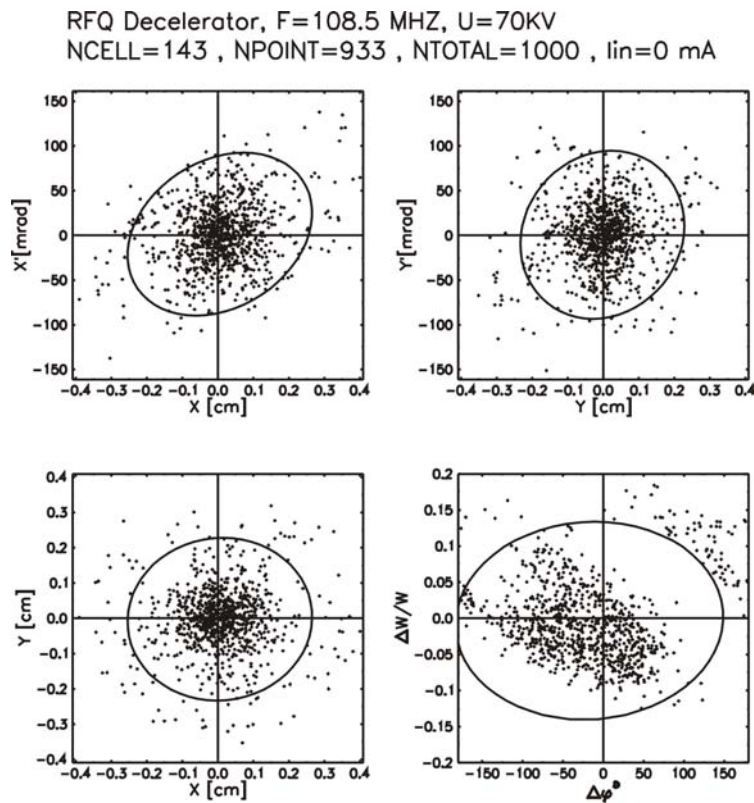 RFQ Decelerator, F=108.5 MHZ, U=70KV
NCELL=143 , NPOINT=933 , NTOTAL=1000 , Iin=0 mA
150
100
50
0
-50
-100
-150
X'[mrad]
-0.4 -0.3 -0.2 -0.1 0.0 0.1 0.2 0.3 0.4
X [cm]
150
100
50
0
-50
-100
-150
Y'[mrad]
-0.4 -0.3 -0.2 -0.1 0.0 0.1 0.2 0.3 0.4
Y [cm]
0.4
0.3
0.2
0.1
0.0
-0.1
-0.2
-0.3
-0.4
Y [cm]
-0.4 -0.3 -0.2 -0.1 0.0 0.1 0.2 0.3 0.4
X [cm]
0.2
0.15
0.1
0.05
0.0
-0.05
-0.1
-0.15
-0.2
ΔW/W
-150 -100 -50 0 50 100 150
Δφ°